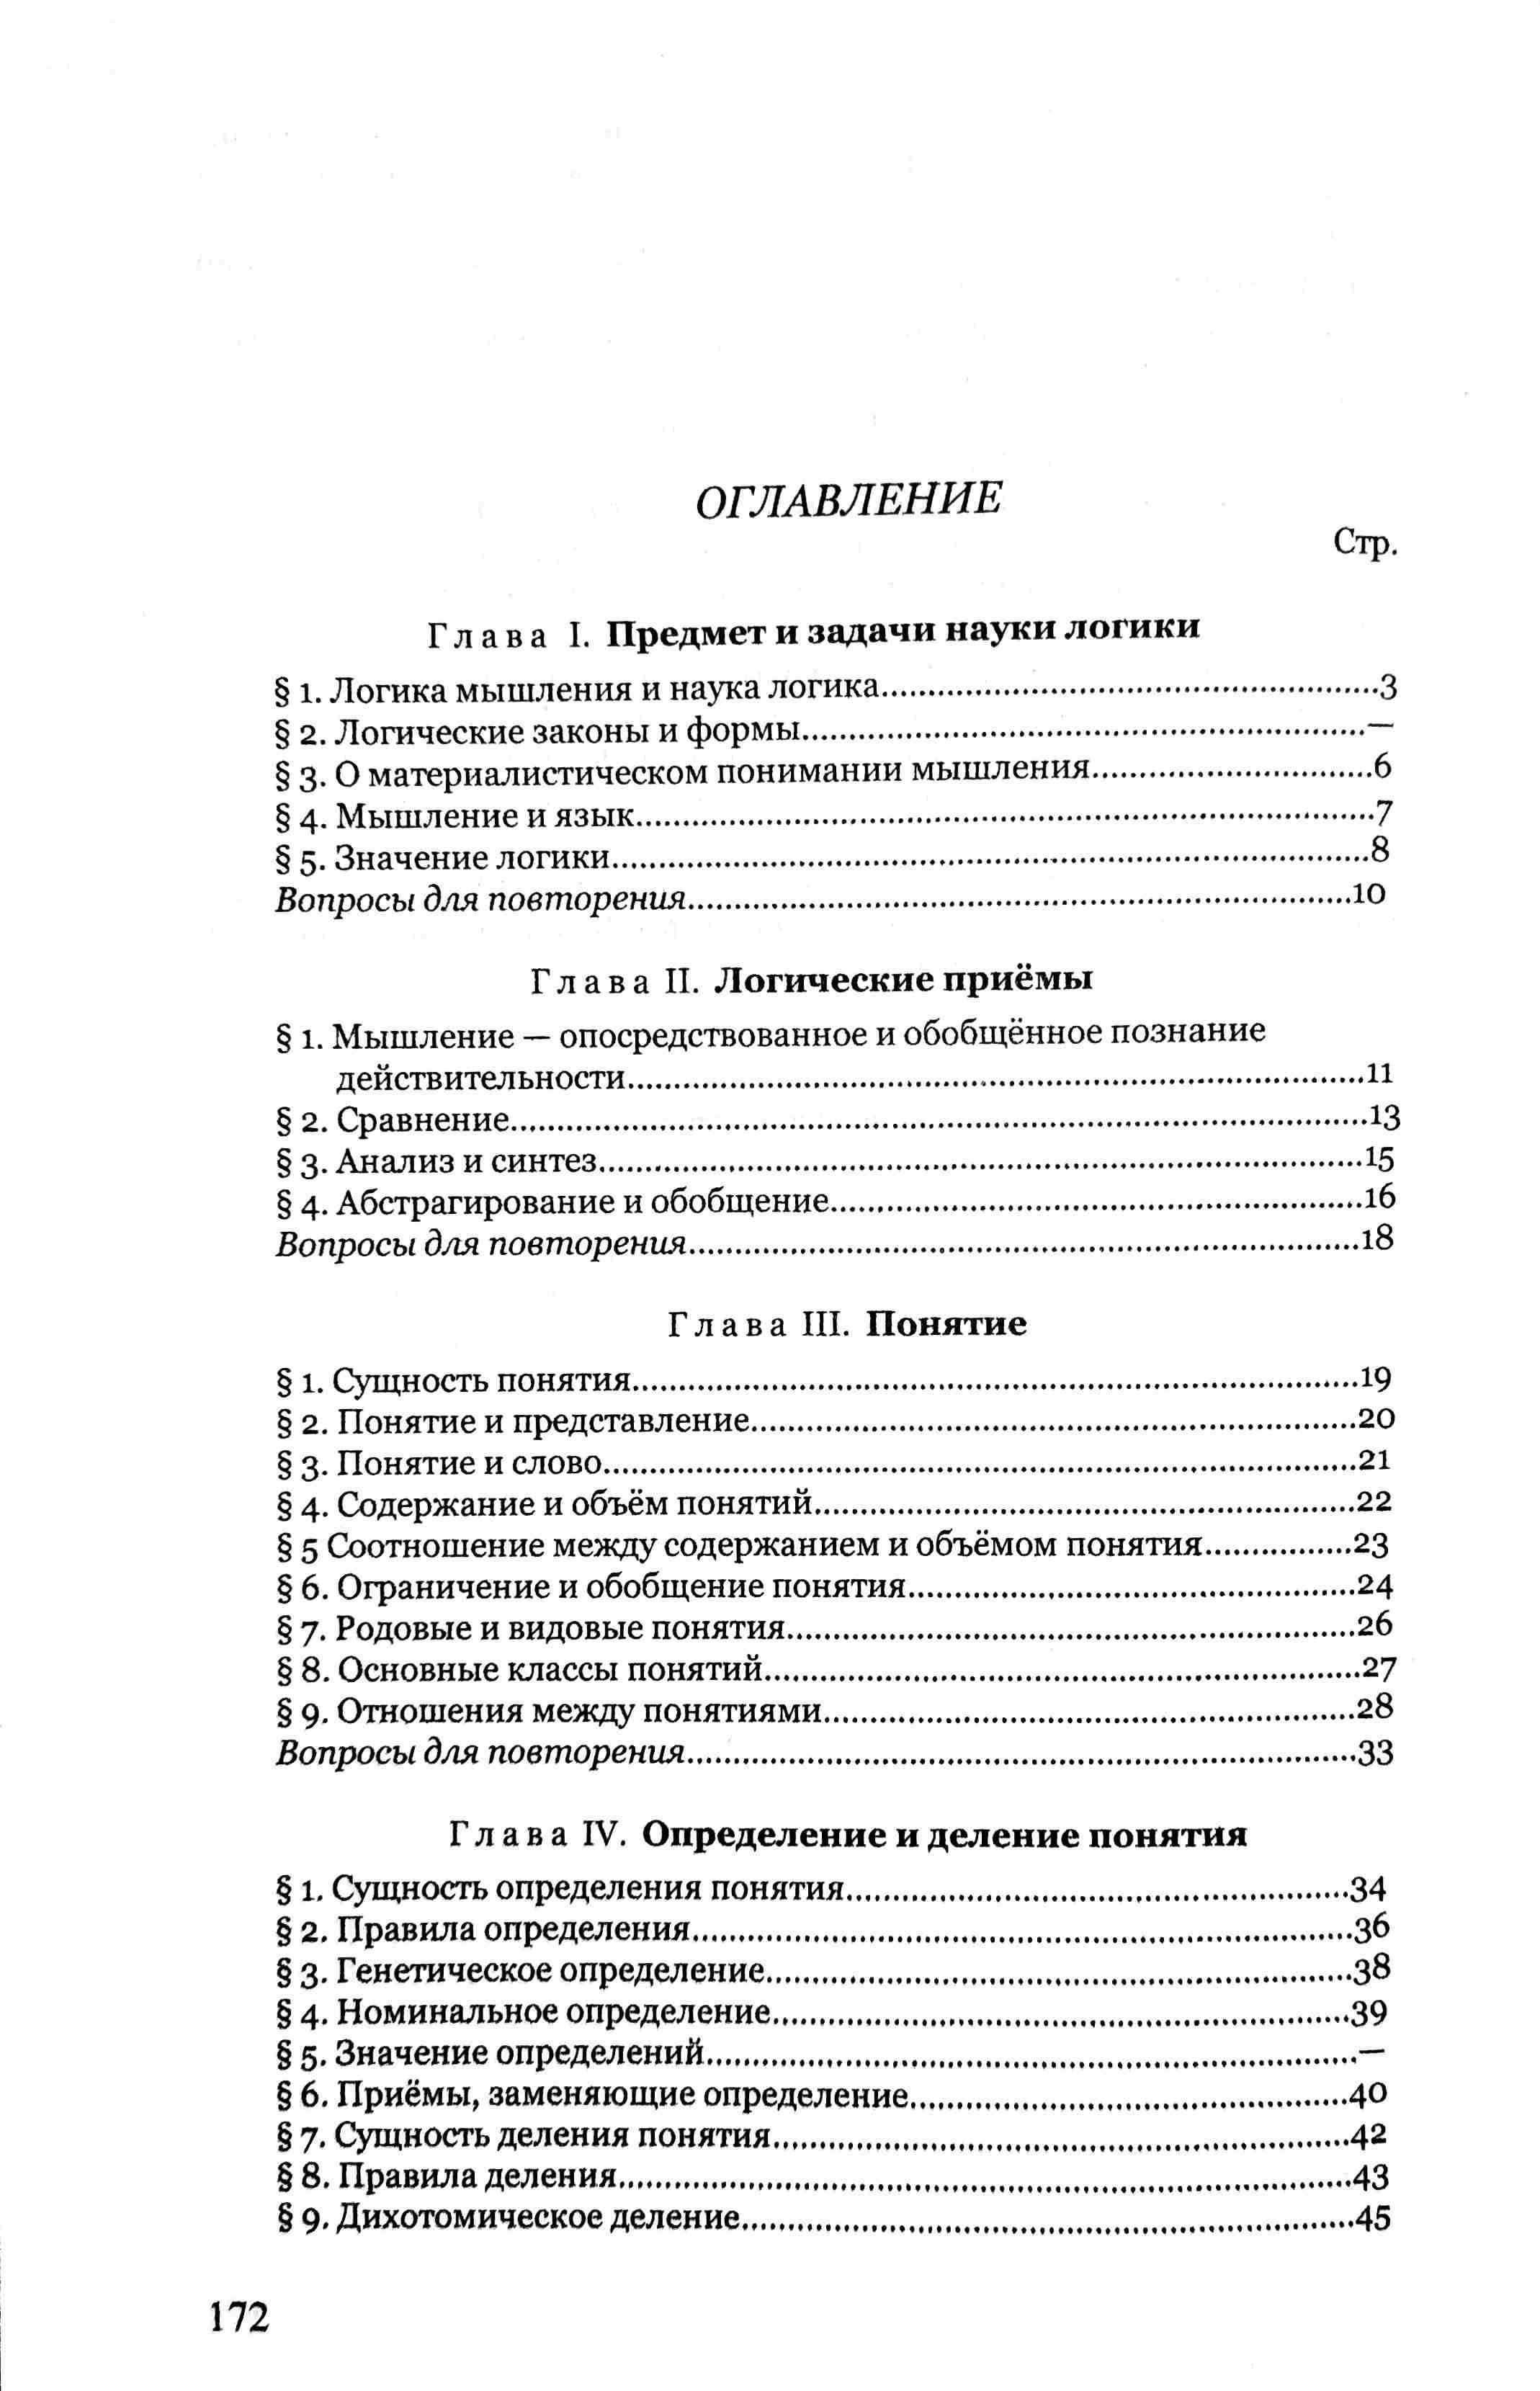 ОГЛАВЛЕНИЕ
Стр.
Глава I. Предмет и задачи науки логики
§ 1. Логика мышления и наука логика..........3
§ 2. Логические законы и формы..........—
§ 3. О материалистическом понимании мышления..........6
§ 4. Мышление и язык..........7
§ 5. Значение логики..........8
Вопросы для повторения..........10
Глава II. Логические приёмы
§ 1. Мышление — опосредствованное и обобщённое познание
действительности..........11
§ 2. Сравнение..........13
§ 3. Анализ и синтез..........15
§ 4. Абстрагирование и обобщение..........16
Вопросы для повторения..........18
Глава III. Понятие
§ 1. Сущность понятия..........19
§ 2. Понятие и представление..........20
§ 3. Понятие и слово..........21
§ 4. Содержание и объём понятий..........22
§ 5 Соотношение между содержанием и объёмом понятия..........23
§ 6. Ограничение и обобщение понятия..........24
§ 7. Родовые и видовые понятия..........26
§ 8. Основные классы понятий..........27
§ 9. Отношения между понятиями..........28
Вопросы для повторения..........33
Глава IV. Определение и деление понятия
§ 1. Сущность определения понятия..........34
§ 2. Правила определения..........36
§ 3. Генетическое определение..........38
§ 4. Номинальное определение..........39
§ 5. Значение определений..........—
§ 6. Приёмы, заменяющие определение..........40
§ 7. Сущность деления понятия..........42
§ 8. Правила деления..........43
§ 9. Дихотомическое деление..........45
172